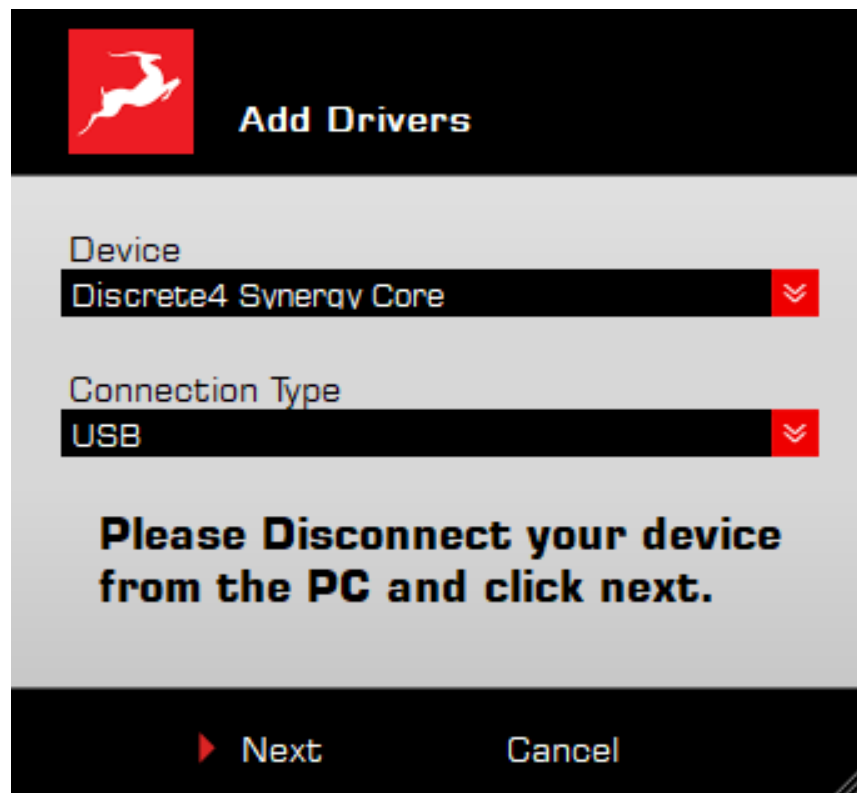 Add Drivers
Device
Discrete4 Synergy Core
Connection Type
USB
Please Disconnect your device
from the PC and click next.
Next
Cancel